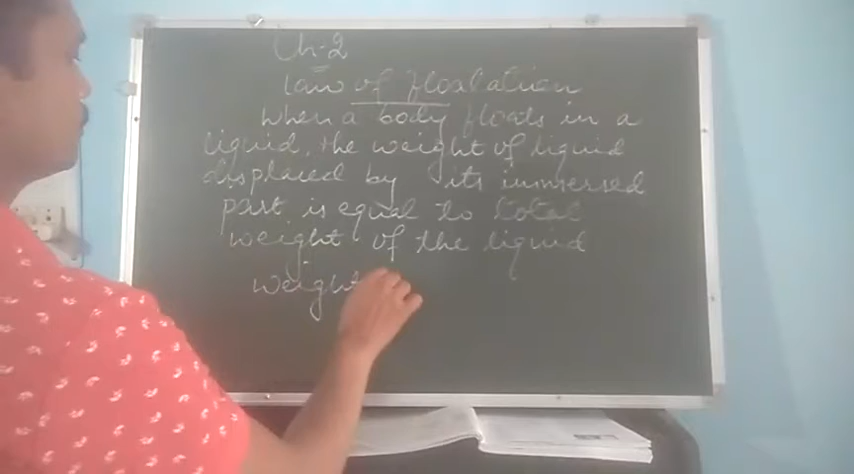 Ch-2
Law of floatation
When a body floats in a
liquid, the weight of liquid
displaced by its immersed
part is equal to total
weight of the liquid
weight